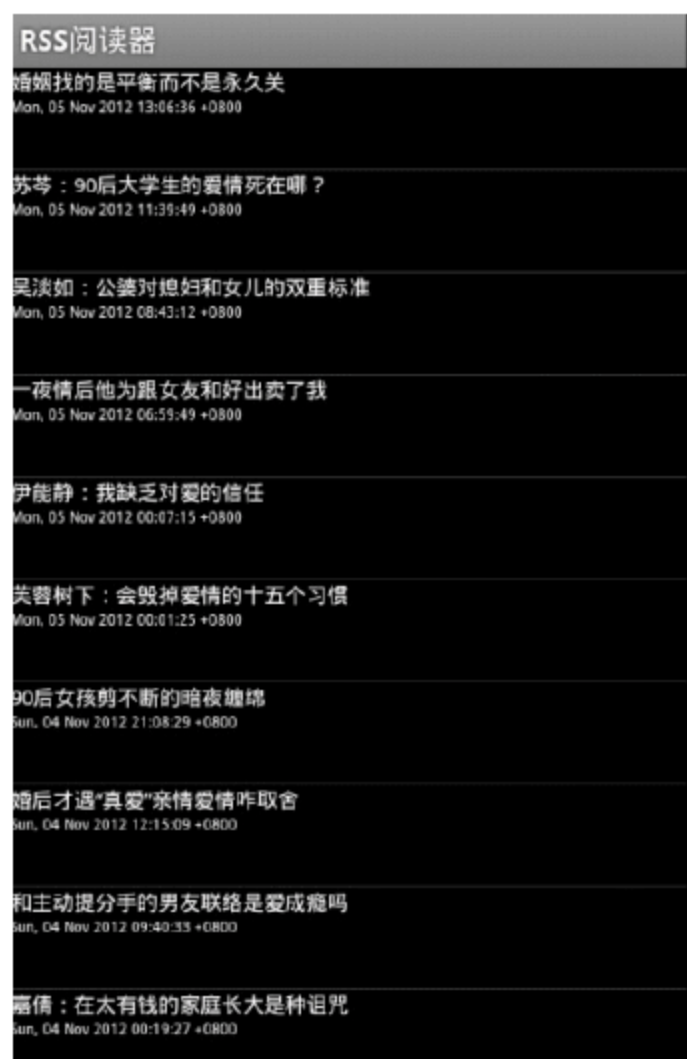 RSS阅读器
婚姻找的是平衡而不是永久关
Mon, 05 Nov 2012 13:06:36 +0800
苏芩：90后大学生的爱情死在哪？
Mon, 05 Nov 2012 11:39:49 +0800
吴淡如：公婆对媳妇和女儿的双重标准
Mon, 05 Nov 2012 08:43:12 +0800
一夜情后他为跟女友和好出卖了我
Mon, 05 Nov 2012 06:59:49 +0800
伊能静：我缺乏对爱的信任
Mon, 05 Nov 2012 00:07:15 +0800
芙蓉树下：会毁掉爱情的十五个习惯
Mon, 05 Nov 2012 00:01:25 +0800
90后女孩剪不断的暗夜缠绵
Sun, 04 Nov 2012 21:08:29 +0800
婚后才遇“真爱”亲情爱情咋取舍
Sun, 04 Nov 2012 12:15:09 +0800
和主动提分手的男友联络是爱成瘾吗
Sun, 04 Nov 2012 09:40:33 +0800
嘉倩：在太有钱的家庭长大是种诅咒
Sun, 04 Nov 2012 00:19:27 +0800